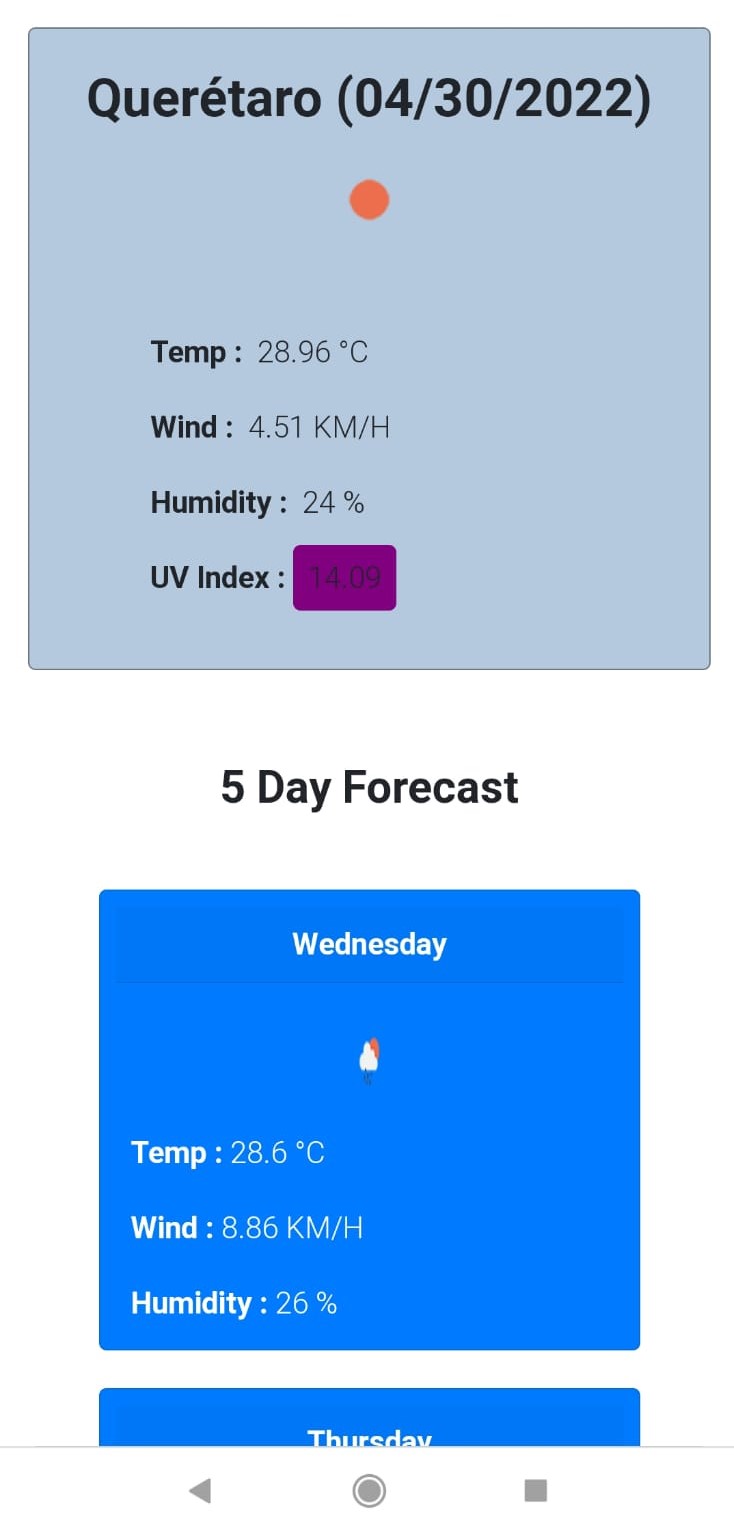 Querétaro (04/30/2022)
Temp : 28.96 °C
Wind : 4.51 KM/H
Humidity : 24 %
UV Index : 14.09
5 Day Forecast
Wednesday
Temp : 28.6 °C
Wind : 8.86 KM/H
Humidity : 26 %
Thursday